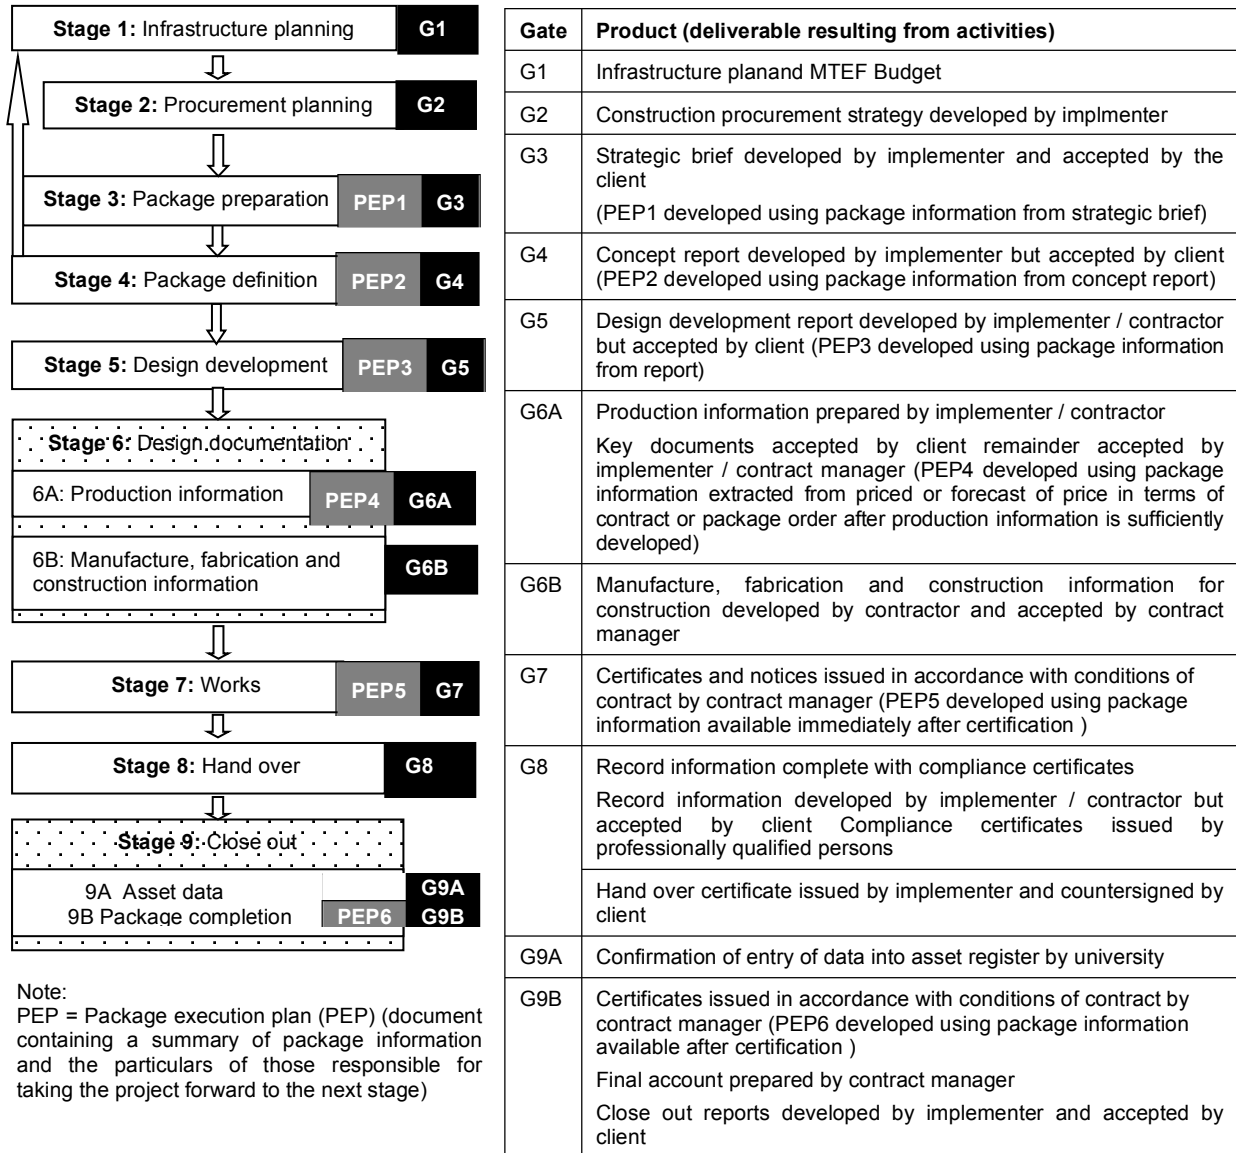 Stage 1: Infrastructure planning G1
Stage 2: Procurement planning G2
Stage 3: Package preparation PEP1 G3
Stage 4: Package definition PEP2 G4
Stage 5: Design development PEP3 G5
Stage 6: Design documentation
6A: Production information PEP4 G6A
6B: Manufacture, fabrication and
construction information
G6B
Stage 7: Works PEP5 G7
Stage 8: Hand over G8
Stage 9: Close out
9A Asset data G9A
9B Package completion PEP6 G9B
Note:
PEP = Package execution plan (PEP) (document
containing a summary of package information
and the particulars of those responsible for
taking the project forward to the next stage)
Gate Product (deliverable resulting from activities)
G1 Infrastructure planand MTEF Budget
G2 Construction procurement strategy developed by implmenter
G3 Strategic brief developed by implementer and accepted by the
client
(PEP1 developed using package information from strategic brief)
G4 Concept report developed by implementer but accepted by client
(PEP2 developed using package information from concept report)
G5 Design development report developed by implementer / contractor
but accepted by client (PEP3 developed using package information
from report)
G6A Production information prepared by implementer / contractor
Key documents accepted by client remainder accepted by
implementer / contract manager (PEP4 developed using package
information extracted from priced or forecast of price in terms of
contract or package order after production information is sufficiently
developed)
G6B Manufacture, fabrication and construction information for
construction developed by contractor and accepted by contract
manager
G7 Certificates and notices issued in accordance with conditions of
contract by contract manager (PEP5 developed using package
information available immediately after certification )
G8 Record information complete with compliance certificates
Record information developed by implementer / contractor but
accepted by client Compliance certificates issued by
professionally qualified persons
Hand over certificate issued by implementer and countersigned by
client
G9A Confirmation of entry of data into asset register by university
G9B Certificates issued in accordance with conditions of contract by
contract manager (PEP6 developed using package information
available after certification )
Final account prepared by contract manager
Close out reports developed by implementer and accepted by
client